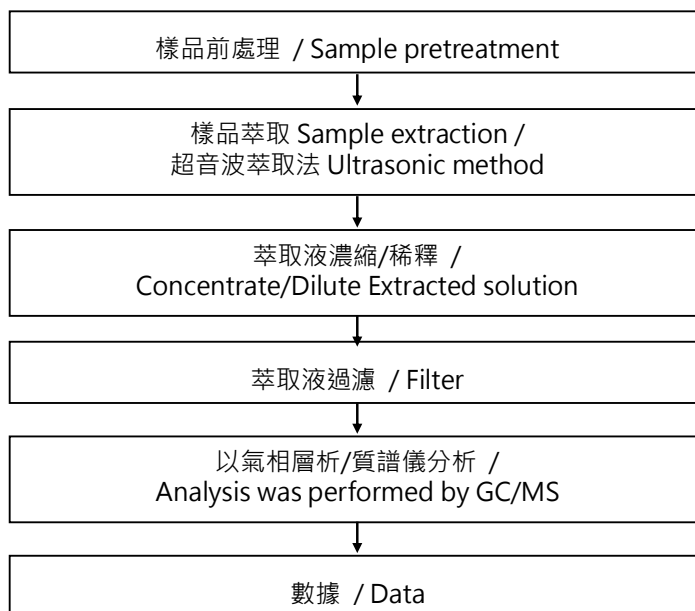 樣品前處理 / Sample pretreatment
樣品萃取 Sample extraction /
超音波萃取法 Ultrasonic method
萃取液濃縮/稀釋 /
Concentrate/Dilute Extracted solution
萃取液過濾 / Filter
以氣相層析/質譜儀分析 /
Analysis was performed by GC/MS
數據 / Data